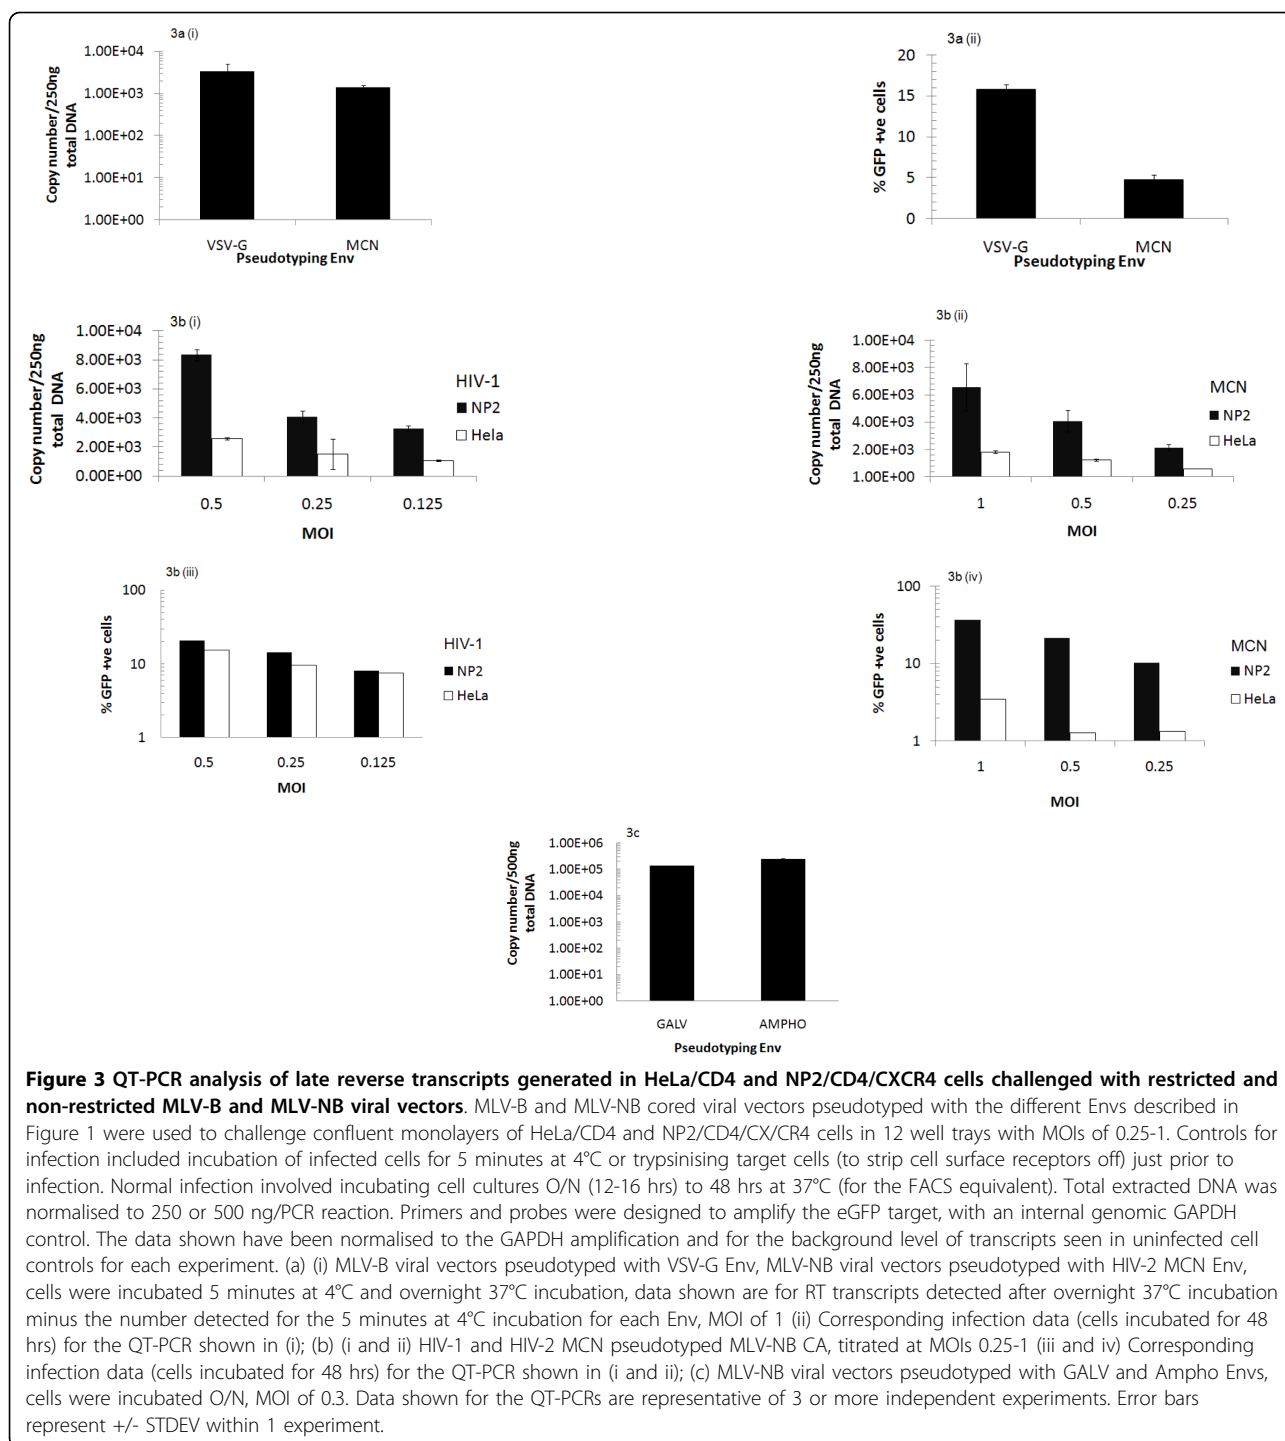 3a (i)
1.00E+04
1.00E+03
1.00E+02
1.00E+01
1.00E+00
Copy number/250ng
total DNA
VSV-G
MCN
Pseudotyping Env
3a (ii)
20
15
10
5
0
% GFP +ve cells
VSV-G
MCN
Pseudotyping Env
3b (i)
1.00E+04
8.00E+03
6.00E+03
4.00E+03
2.00E+03
0.00E+00
Copy number/250ng
total DNA
0.5
0.25
0.125
MOI
HIV-1
NP2
Hela
3b (ii)
1.00E+04
8.00E+03
6.00E+03
4.00E+03
2.00E+03
1.00E+00
Copy number/250ng
total DNA
1
0.5
0.25
MOI
MCN
NP2
HeLa
3b (iii)
100
10
1
% GFP +ve cells
0.5
0.25
0.125
MOI
HIV-1
NP2
HeLa
3b (iv)
100
10
1
% GFP +ve cells
1
0.5
0.25
MOI
MCN
NP2
HeLa
3c
1.00E+06
1.00E+05
1.00E+04
1.00E+03
1.00E+02
1.00E+01
1.00E+00
Copy number/500ng
total DNA
GALV
AMPHO
Pseudotyping Env
Figure 3 QT-PCR analysis of late reverse transcripts generated in HeLa/CD4 and NP2/CD4/CXCR4 cells challenged with restricted and
non-restricted MLV-B and MLV-NB viral vectors. MLV-B and MLV-NB cored viral vectors pseudotyped with the different Envs described in
Figure 1 were used to challenge confluent monolayers of HeLa/CD4 and NP2/CD4/CX/CR4 cells in 12 well trays with MOIs of 0.25-1. Controls for
infection included incubation of infected cells for 5 minutes at 4°C or trypsinising target cells (to strip cell surface receptors off) just prior to
infection. Normal infection involved incubating cell cultures O/N (12-16 hrs) to 48 hrs at 37°C (for the FACS equivalent). Total extracted DNA was
normalised to 250 or 500 ng/PCR reaction. Primers and probes were designed to amplify the eGFP target, with an internal genomic GAPDH
control. The data shown have been normalised to the GAPDH amplification and for the background level of transcripts seen in uninfected cell
controls for each experiment. (a) (i) MLV-B viral vectors pseudotyped with VSV-G Env, MLV-NB viral vectors pseudotyped with HIV-2 MCN Env,
cells were incubated 5 minutes at 4°C and overnight 37°C incubation, data shown are for RT transcripts detected after overnight 37°C incubation
minus the number detected for the 5 minutes at 4°C incubation for each Env, MOI of 1 (ii) Corresponding infection data (cells incubated for 48
hrs) for the QT-PCR shown in (i); (b) (i and ii) HIV-1 and HIV-2 MCN pseudotyped MLV-NB CA, titrated at MOIs 0.25-1 (iii and iv) Corresponding
infection data (cells incubated for 48 hrs) for the QT-PCR shown in (i and ii); (c) MLV-NB viral vectors pseudotyped with GALV and Ampho Envs,
cells were incubated O/N, MOI of 0.3. Data shown for the QT-PCRs are representative of 3 or more independent experiments. Error bars
represent +/- STDEV within 1 experiment.